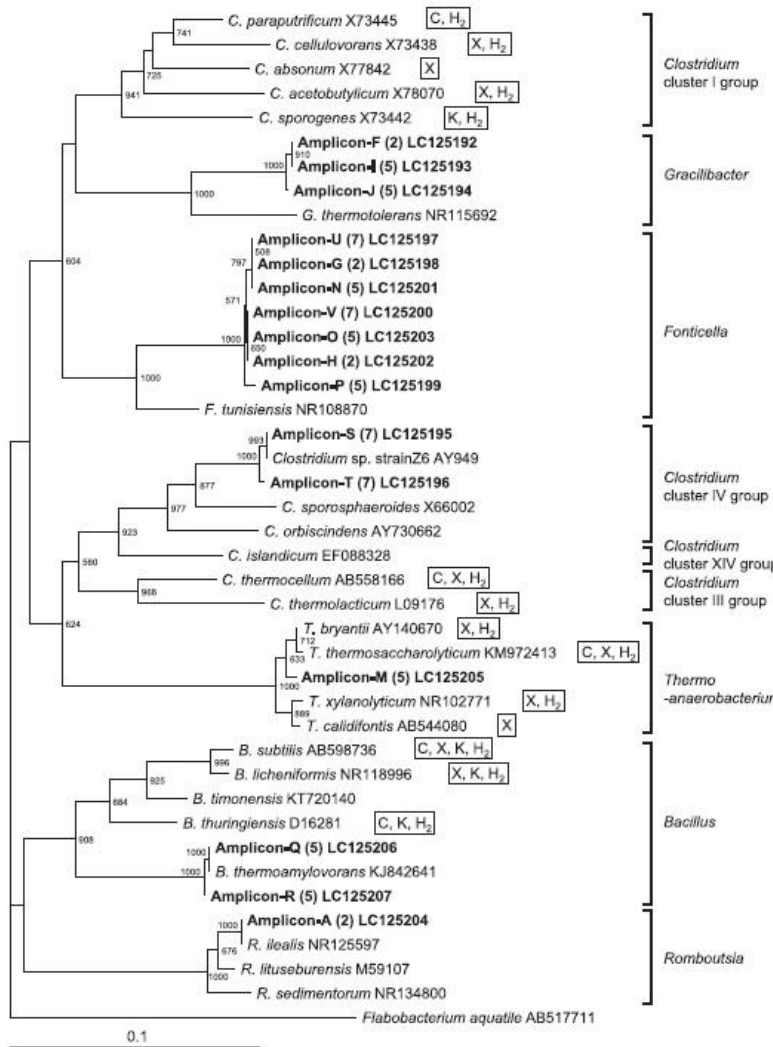 C. paraputrificum X73445 C, H2
741
C. cellulovorans X73438 X, H2
725
C. absonum X77842 X
C. acetobutylicum X78070 X, H2
941
C. sporogenes X73442 K, H2
Clostridium
cluster I group
Amplicon-F (2) LC125192
910
Amplicon-I (5) LC125193
1000
Amplicon-J (5) LC125194
1000
G. thermotolerans NR115692
Gracilibacter
604
Amplicon-U (7) LC125197
508
797
Amplicon-G (2) LC125198
Amplicon-N (5) LC125201
571
Amplicon-V (7) LC125200
Amplicon-O (5) LC125203
1000
850
Amplicon-H (2) LC125202
Amplicon-P (5) LC125199
1000
F. tunisiensis NR108870
Fonticella
Amplicon-S (7) LC125195
993
Clostridium sp. strainZ6 AY949
1000
Amplicon-T (7) LC125196
877
C. sporosphaeroides X66002
977
C. orbiscindens AY730662
Clostridium
cluster IV group
923
C. islandicum EF088328
Clostridium
cluster XIV group
560
C. thermocellum AB558166 C, X, H2
968
C. thermolacticum L09176 X, H2
Clostridium
cluster III group
624
T. bryantii AY140670 X, H2
712
T. thermosaccharolyticum KM972413 C, X, H2
633
Amplicon-M (5) LC125205
1000
T. xylanolyticum NR102771 X, H2
889
T. calidifontis AB544080 X
Thermo
-anaerobacterium
B. subtilis AB598736 C, X, K, H2
996
B. licheniformis NR118996 X, K, H2
925
B. timonensis KT720140
684
B. thuringiensis D16281 C, K, H2
908
Amplicon-Q (5) LC125206
1000
B. thermoamylovorans KJ842641
1000
Amplicon-R (5) LC125207
Bacillus
Amplicon-A (2) LC125204
1000
R. ilealis NR125597
676
R. lituseburensis M59107
1000
R. sedimentorum NR134800
Romboutsia
Flabobacterium aquatile AB517711
0.1